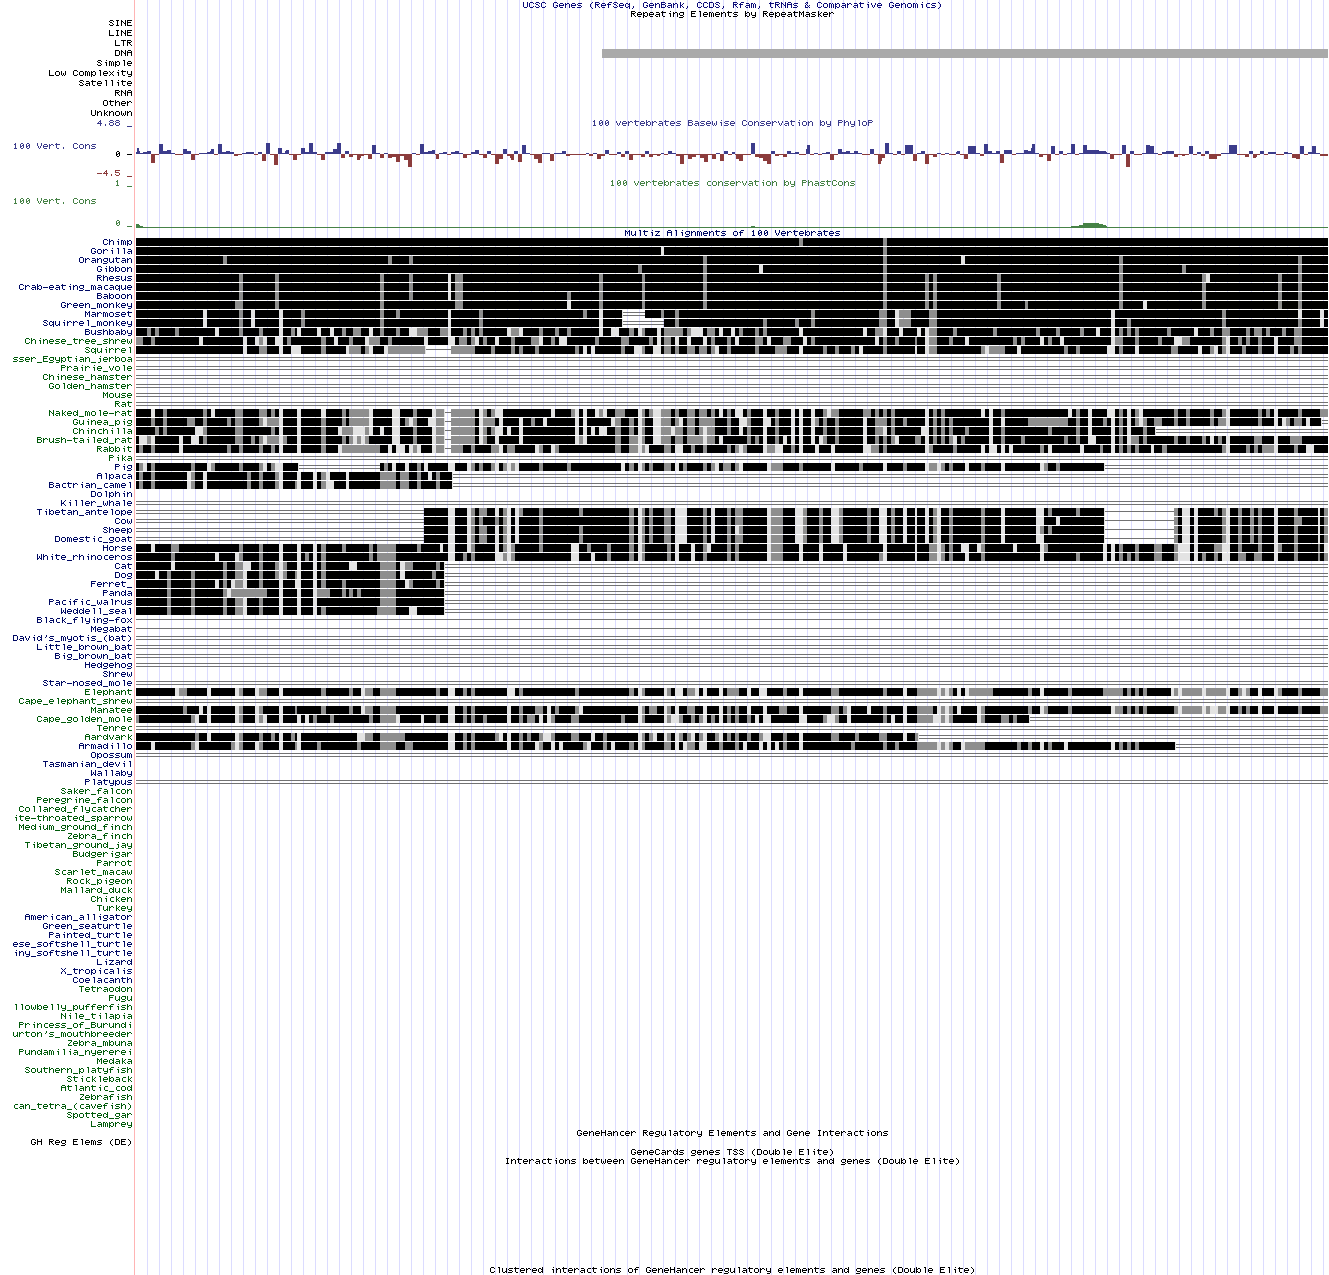 UCSC Genes (RefSeq, GenBank, CCDS, Rfam, tRNAs & Comparative Genomics)
Repeating Elements by RepeatMasker
SINE
LINE
LTR
DNA
Simple
Low Complexity
Satellite
RNA
Other
Unknown
4.88 _
100 vertebrates Basewise Conservation by PhyloP
100 Vert. Cons
0 _
-4.5 _
1 _
100 vertebrates conservation by PhastCons
100 Vert. Cons
0 _
Multiz Alignments of 100 Vertebrates
Chimp
Gorilla
Orangutan
Gibbon
Rhesus
Crab-eating_macaque
Baboon
Green_monkey
Marmoset
Squirrel_monkey
Bushbaby
Chinese_tree_shrew
Squirrel
sser_Egyptian_jerboa
Prairie_vole
Chinese_hamster
Golden_hamster
Mouse
Rat
Naked_mole-rat
Guinea_pig
Chinchilla
Brush-tailed_rat
Rabbit
Pika
Pig
Alpaca
Bactrian_camel
Dolphin
Killer_whale
Tibetan_antelope
Cow
Sheep
Domestic_goat
Horse
White_rhinoceros
Cat
Dog
Ferret_
Panda
Pacific_walrus
Weddell_seal
Black_flying-fox
Megabat
David's_myotis_(bat)
Little_brown_bat
Big_brown_bat
Hedgehog
Shrew
Star-nosed_mole
Elephant
Cape_elephant_shrew
Manatee
Cape_golden_mole
Tenrec
Aardvark
Armadillo
Opossum
Tasmanian_devil
Wallaby
Platypus
Saker_falcon
Peregrine_falcon
Collared_flycatcher
ite-throated_sparrow
Medium_ground_finch
Zebra_finch
Tibetan_ground_jay
Budgerigar
Parrot
Scarlet_macaw
Rock_pigeon
Mallard_duck
Chicken
Turkey
American_alligator
Green_seaturtle
Painted_turtle
ese_softshell_turtle
iny_softshell_turtle
Lizard
X_tropicalis
Coelacanth
Tetraodon
Fugu
llowbelly_pufferfish
Nile_tilapia
Princess_of_Burundi
urton's_mouthbreeder
Zebra_mbuna
Pundamilia_nyererei
Medaka
Southern_platyfish
Stickleback
Atlantic_cod
Zebrafish
can_tetra_(cavefish)
Spotted_gar
Lamprey
GeneHancer Regulatory Elements and Gene Interactions
GH Reg Elems (DE)
GeneCards genes TSS (Double Elite)
Interactions between GeneHancer regulatory elements and genes (Double Elite)
Clustered interactions of GeneHancer regulatory elements and genes (Double Elite)